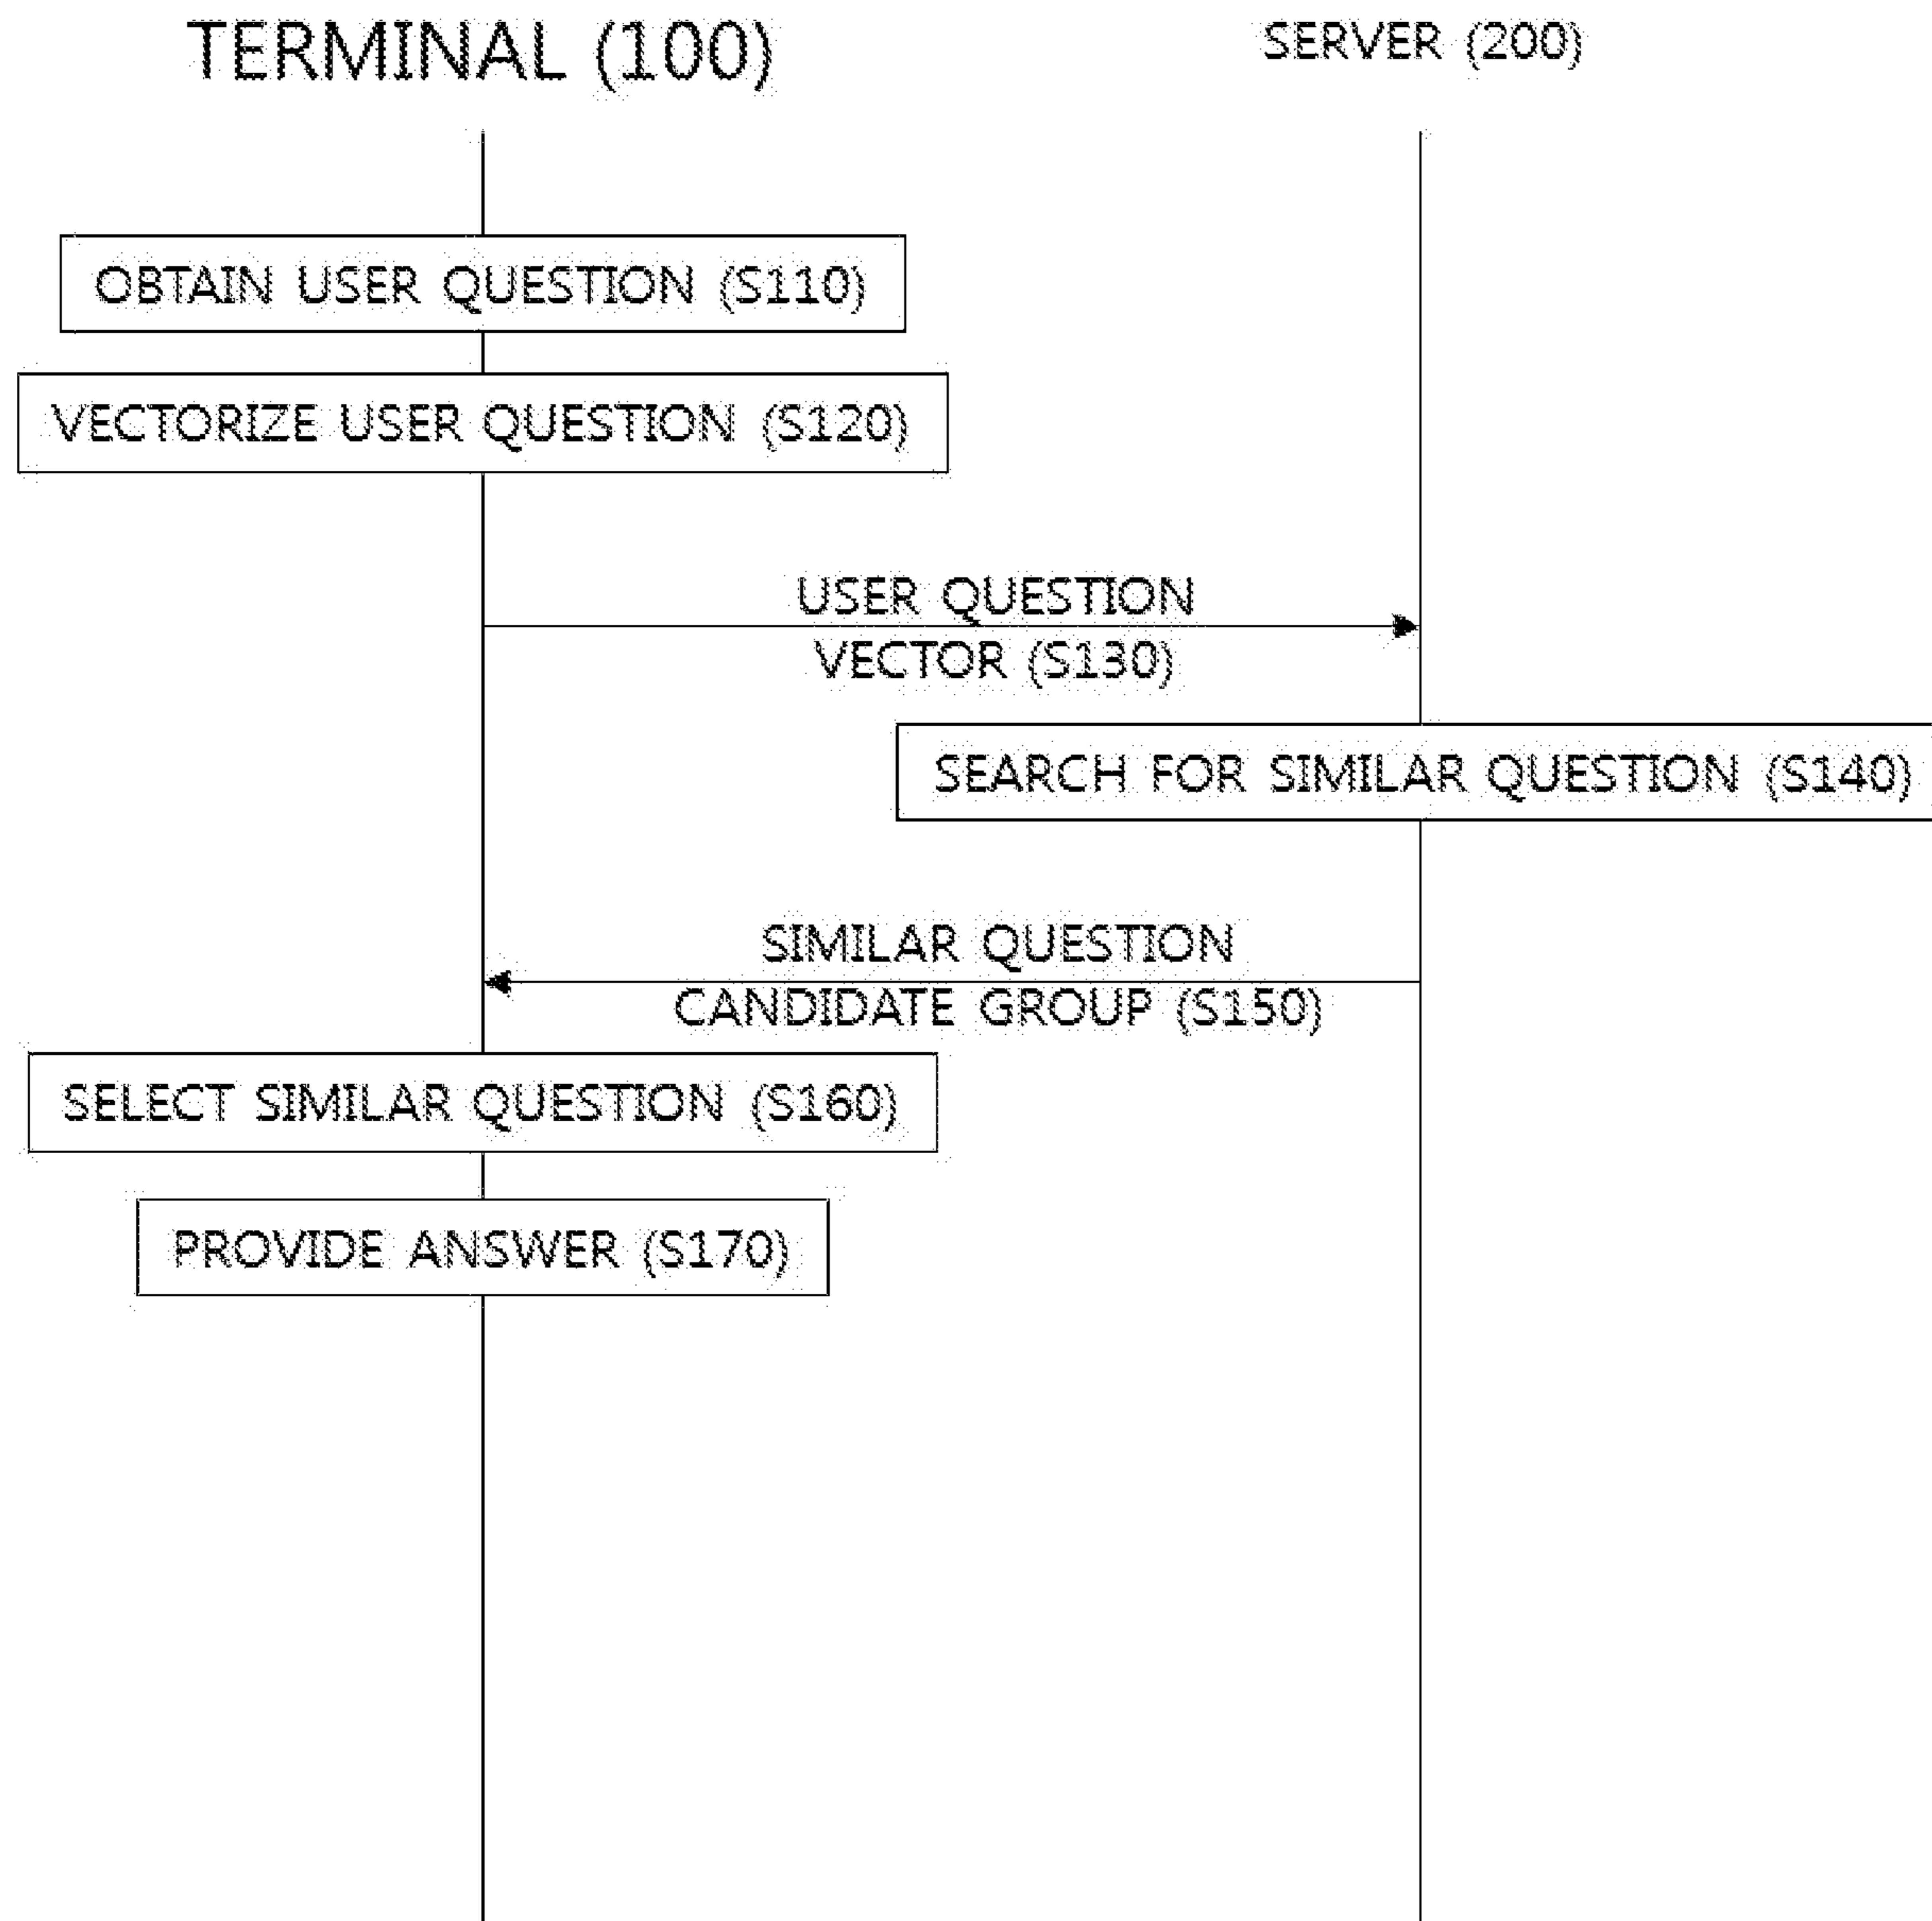 TERMINAL (100)
SERVER (200)
OBTAIN USER QUESTION (S110)
VECTORIZE USER QUESTION (S120)
USER QUESTION
VECTOR (S130)
SEARCH FOR SIMILAR QUESTION (S140)
SIMILAR QUESTION
CANDIDATE GROUP (S150)
SELECT SIMILAR QUESTION (S160)
PROVIDE ANSWER (S170)